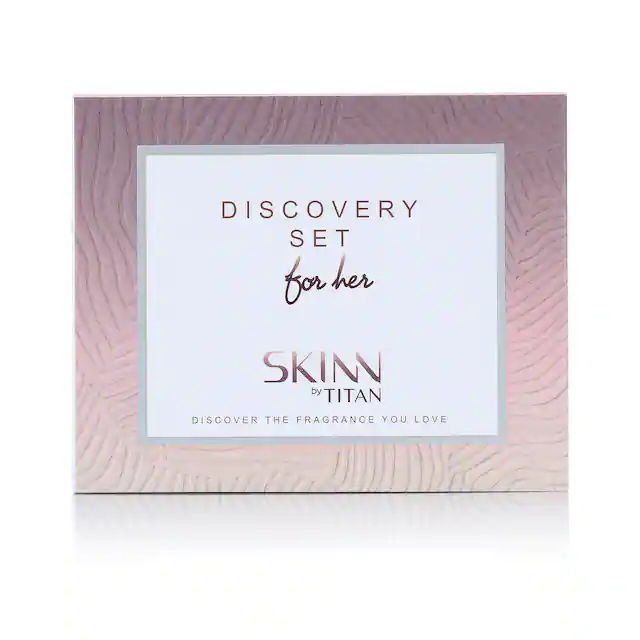 DISCOVERY
SET
for her
SKINN
by TITAN
DISCOVER THE FRAGRANCE YOU LOVE